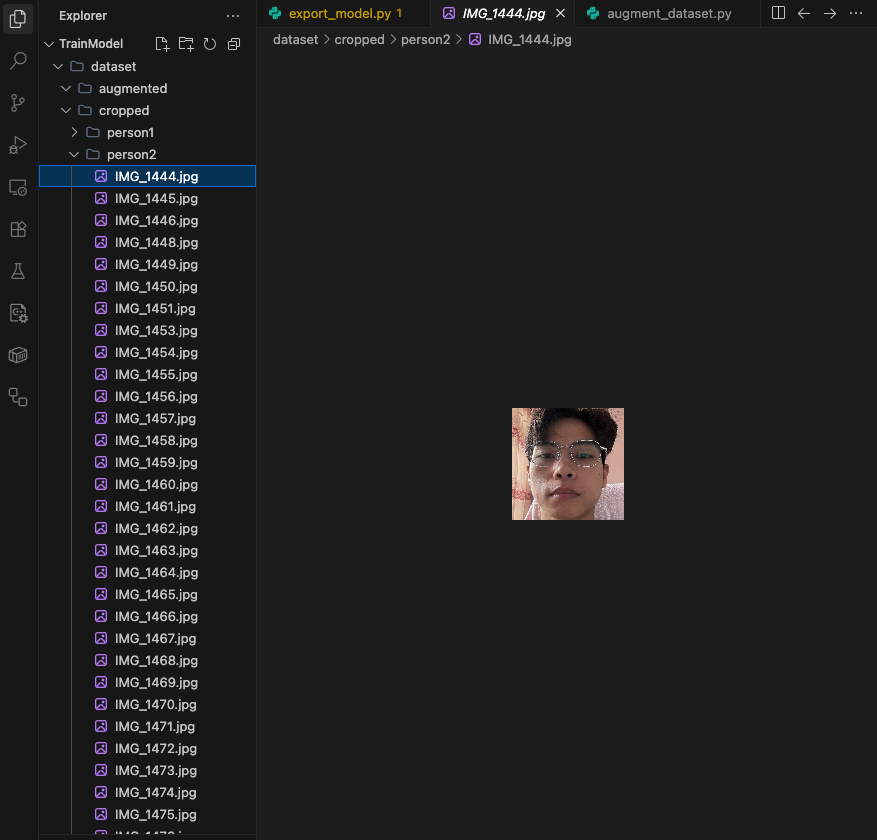 Explorer
TrainModel
dataset
augmented
cropped
person1
person2
IMG_1444.jpg
IMG_1445.jpg
IMG_1446.jpg
IMG_1448.jpg
IMG_1449.jpg
IMG_1450.jpg
IMG_1451.jpg
IMG_1453.jpg
IMG_1454.jpg
IMG_1455.jpg
IMG_1456.jpg
IMG_1457.jpg
IMG_1458.jpg
IMG_1459.jpg
IMG_1460.jpg
IMG_1461.jpg
IMG_1462.jpg
IMG_1463.jpg
IMG_1464.jpg
IMG_1465.jpg
IMG_1466.jpg
IMG_1467.jpg
IMG_1468.jpg
IMG_1469.jpg
IMG_1470.jpg
IMG_1471.jpg
IMG_1472.jpg
IMG_1473.jpg
IMG_1474.jpg
IMG_1475.jpg
export_model.py 1 IMG_1444.jpg augment_dataset.py
dataset > cropped > person2 > IMG_1444.jpg